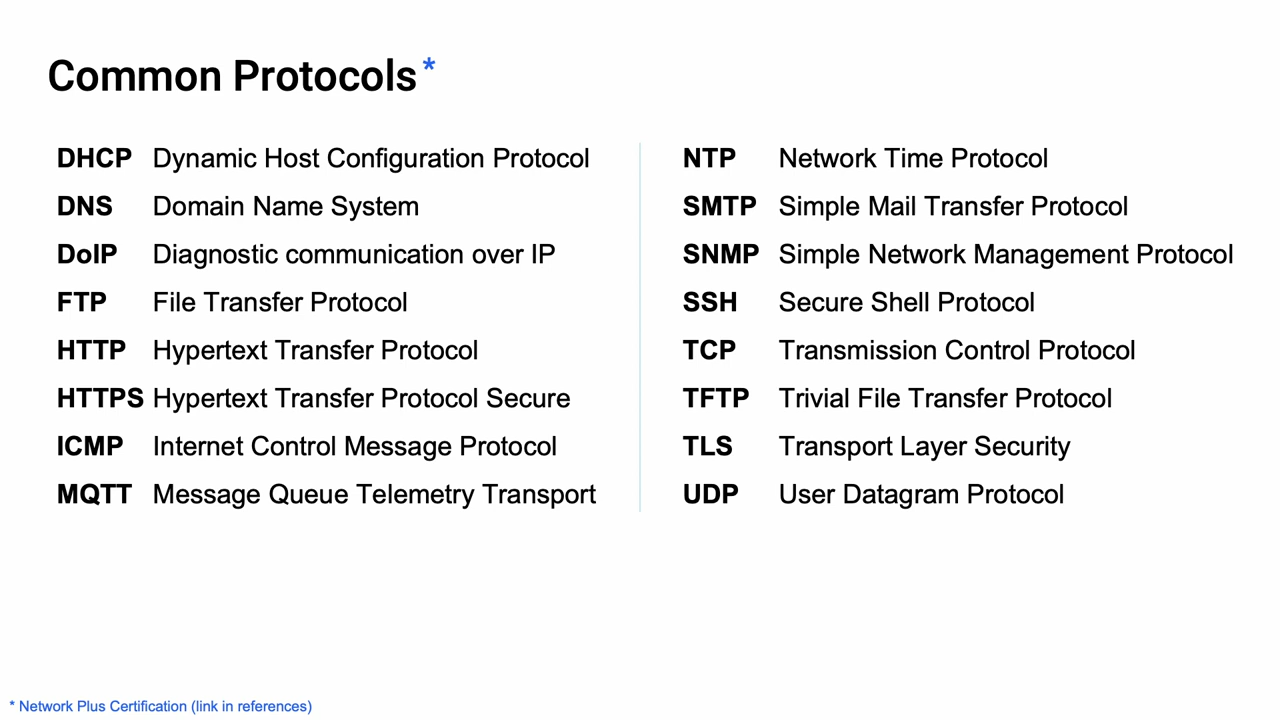 Common Protocols*
DHCP Dynamic Host Configuration Protocol
DNS Domain Name System
DoIP Diagnostic communication over IP
FTP File Transfer Protocol
HTTP Hypertext Transfer Protocol
HTTPS Hypertext Transfer Protocol Secure
ICMP Internet Control Message Protocol
MQTT Message Queue Telemetry Transport
NTP Network Time Protocol
SMTP Simple Mail Transfer Protocol
SNMP Simple Network Management Protocol
SSH Secure Shell Protocol
TCP Transmission Control Protocol
TFTP Trivial File Transfer Protocol
TLS Transport Layer Security
UDP User Datagram Protocol
* Network Plus Certification (link in references)